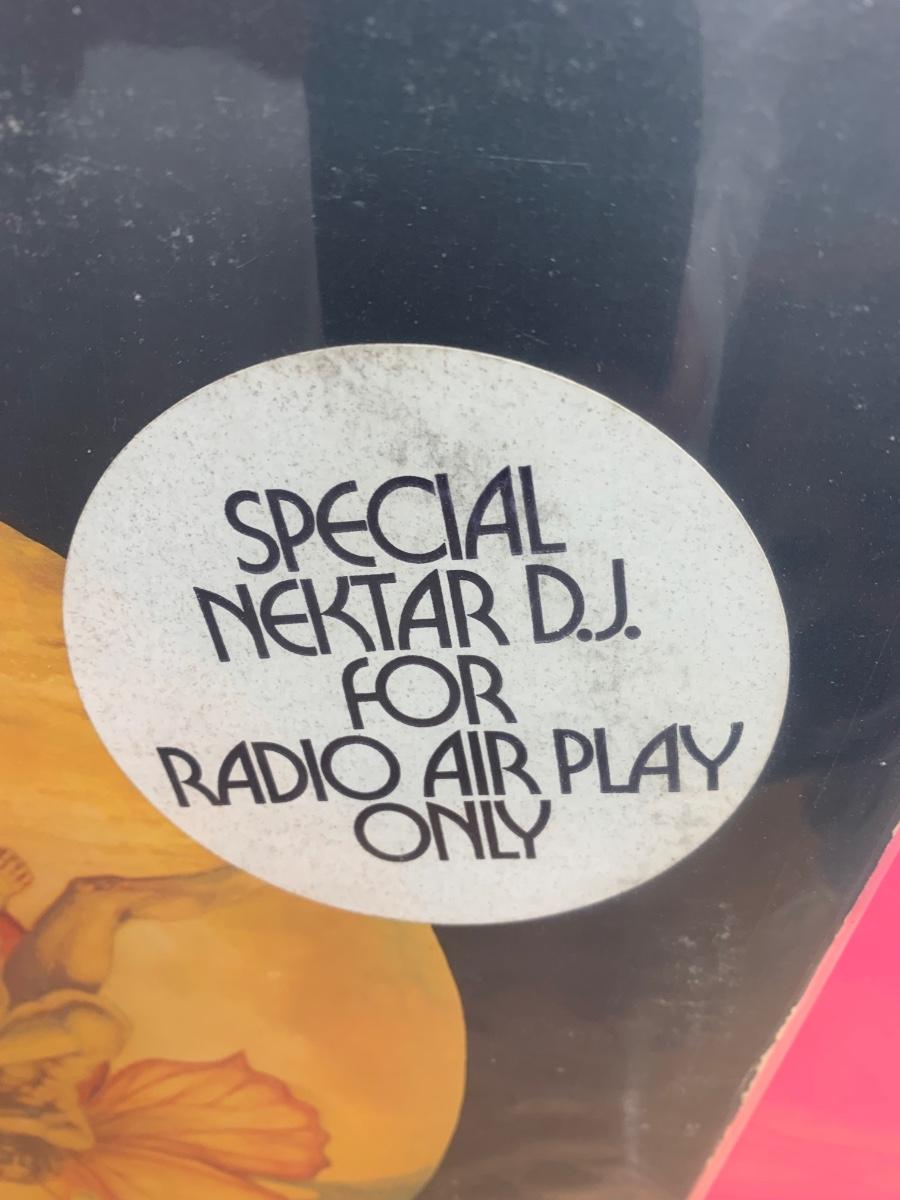 SPECIAL
NEKTAR D.J.
FOR
RADIO AIR PLAY
ONLY